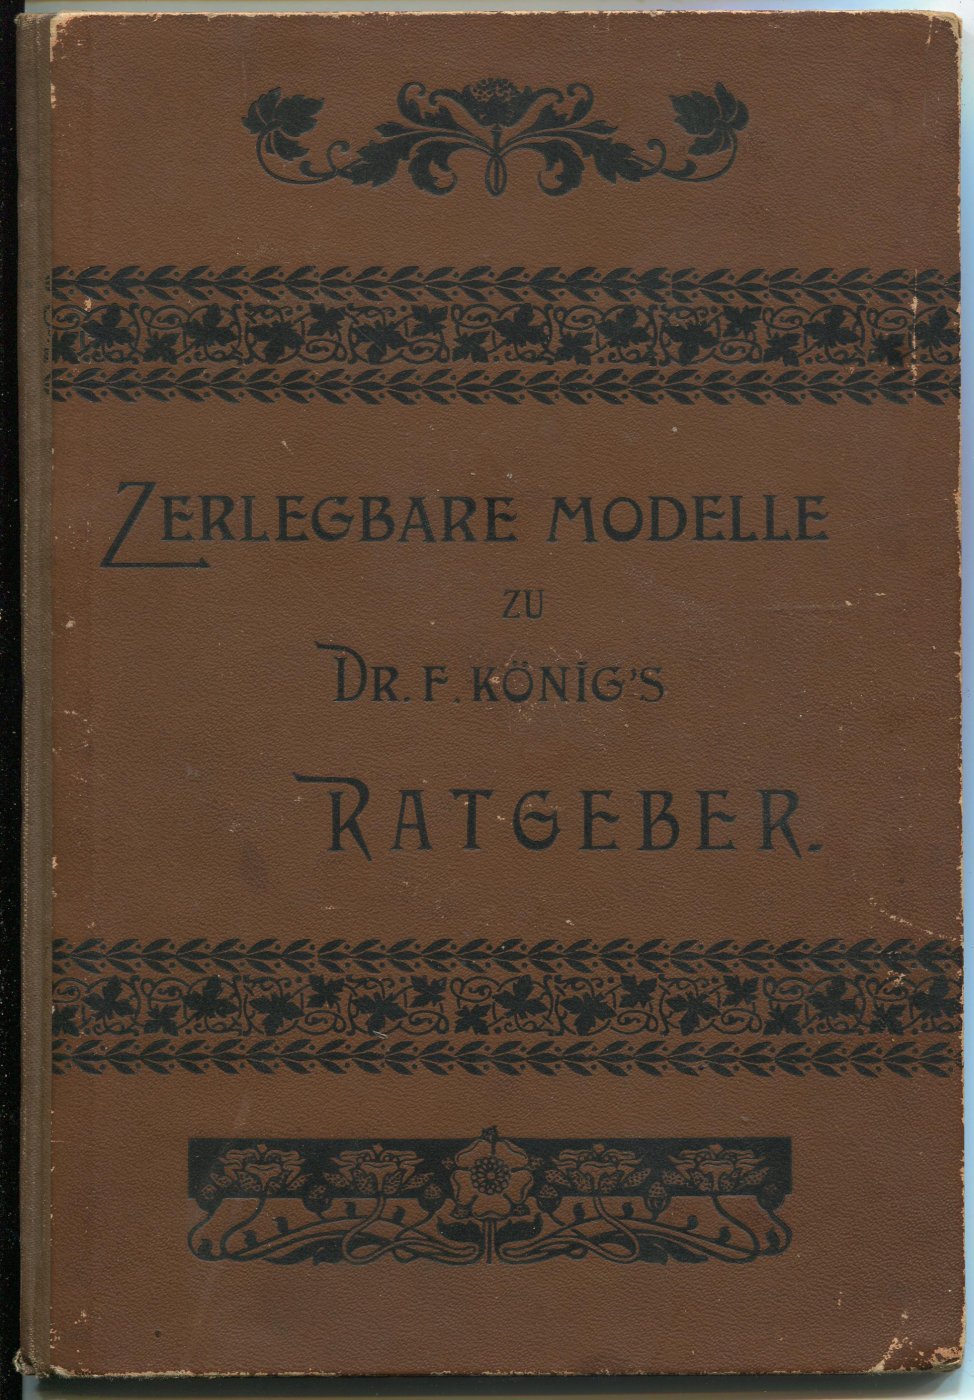 ZERLEGBARE MODELLE
ZU
DR. F. KÖNIG'S
RATGEBER.